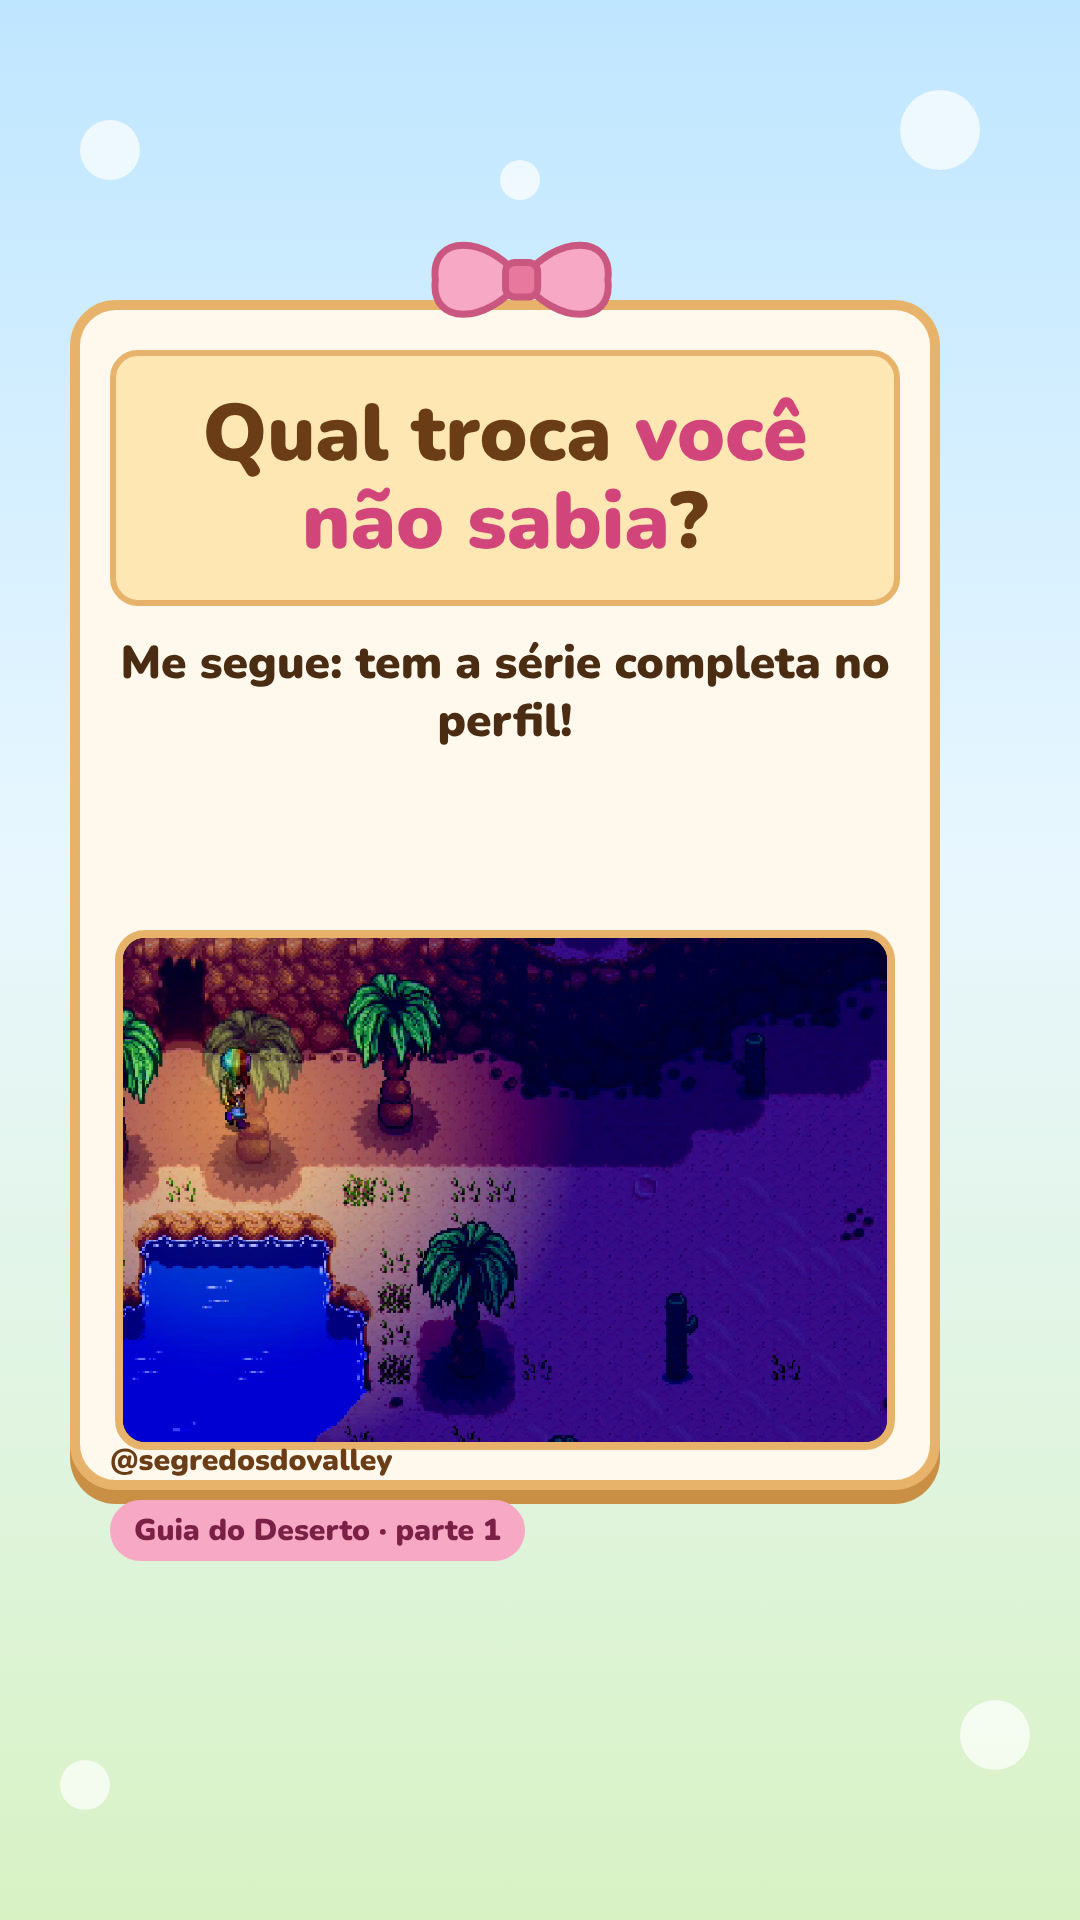 Qual troca você
não sabia?
Me segue: tem a série completa no
perfil!
@segredosdovalley
Guia do Deserto · parte 1